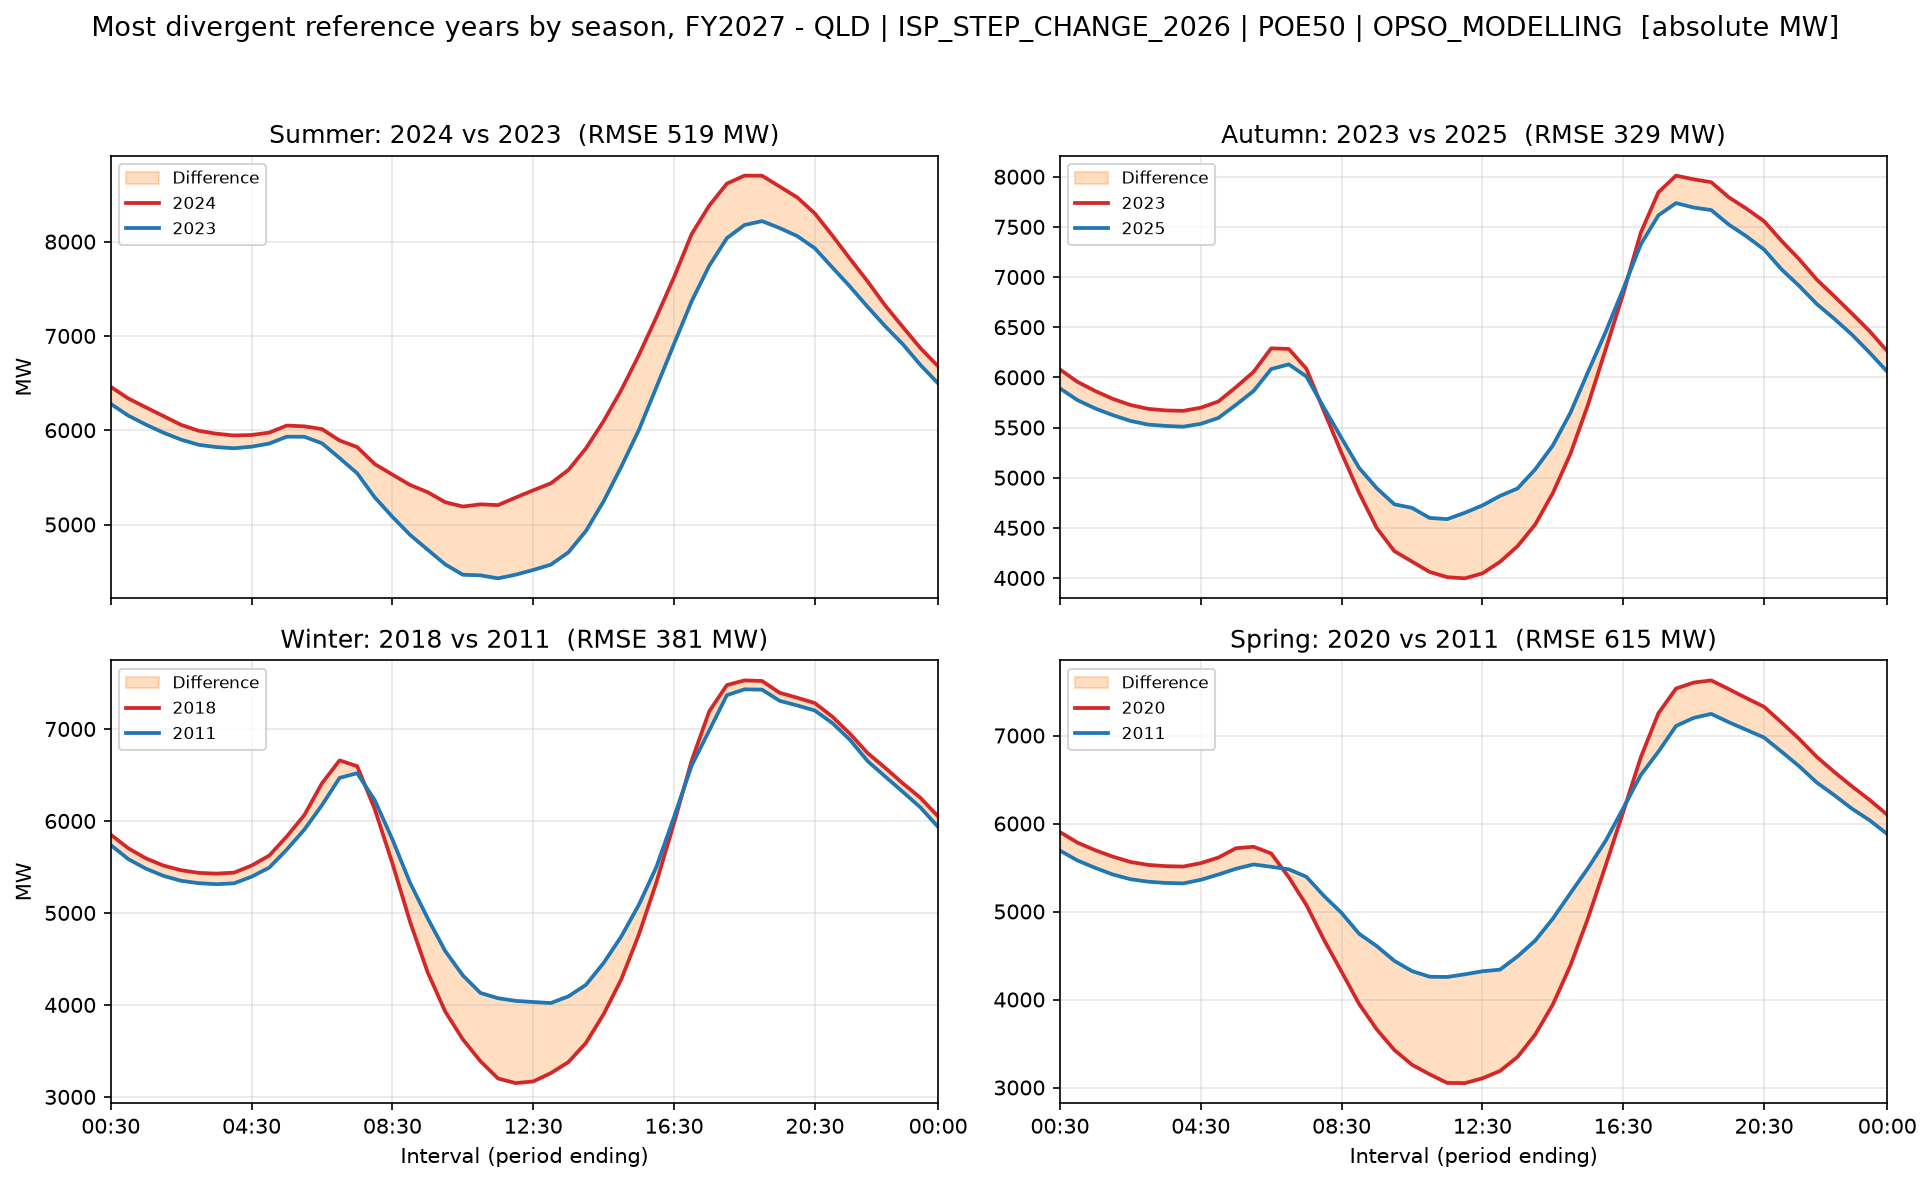 Most divergent reference years by season, FY2027 - QLD | ISP_STEP_CHANGE_2026 | POE50 | OPSO_MODELLING  [absolute MW]
Summer: 2024 vs 2023  (RMSE 519 MW)
Difference
2024
2023
8000
7000
6000
5000
MW
Autumn: 2023 vs 2025  (RMSE 329 MW)
Difference
2023
2025
8000
7500
7000
6500
6000
5500
5000
4500
4000
Winter: 2018 vs 2011  (RMSE 381 MW)
Difference
2018
2011
7000
6000
5000
4000
3000
MW
00:30 04:30 08:30 12:30 16:30 20:30 00:00
Interval (period ending)
Spring: 2020 vs 2011  (RMSE 615 MW)
Difference
2020
2011
7000
6000
5000
4000
3000
00:30 04:30 08:30 12:30 16:30 20:30 00:00
Interval (period ending)